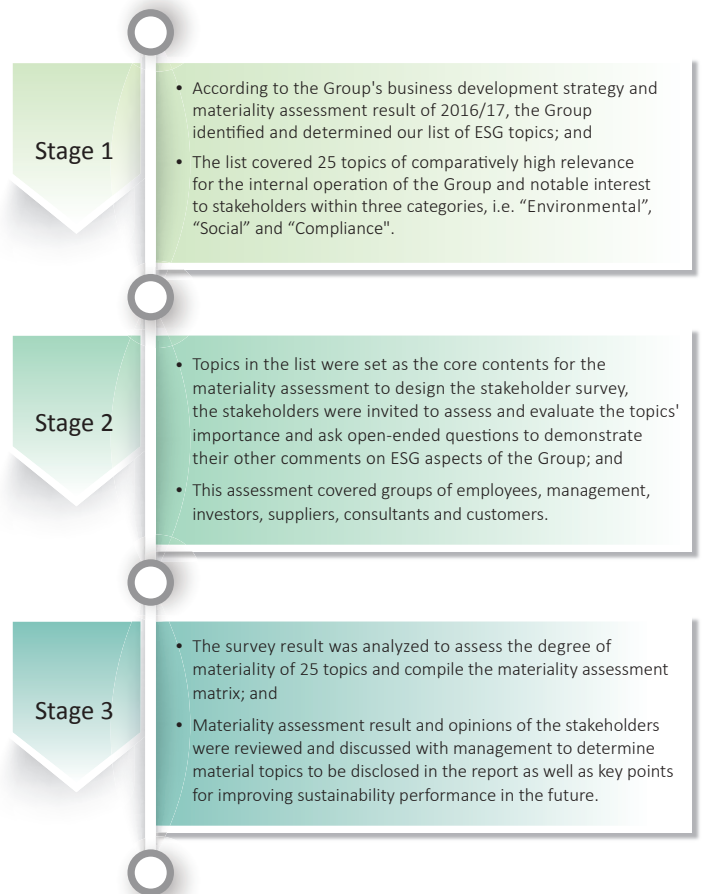 Stage 1
• According to the Group's business development strategy and
materiality assessment result of 2016/17, the Group
identified and determined our list of ESG topics; and
• The list covered 25 topics of comparatively high relevance
for the internal operation of the Group and notable interest
to stakeholders within three categories, i.e. “Environmental”,
“Social” and “Compliance".
Stage 2
• Topics in the list were set as the core contents for the
materiality assessment to design the stakeholder survey,
the stakeholders were invited to assess and evaluate the topics'
importance and ask open-ended questions to demonstrate
their other comments on ESG aspects of the Group; and
• This assessment covered groups of employees, management,
investors, suppliers, consultants and customers.
Stage 3
• The survey result was analyzed to assess the degree of
materiality of 25 topics and compile the materiality assessment
matrix; and
• Materiality assessment result and opinions of the stakeholders
were reviewed and discussed with management to determine
material topics to be disclosed in the report as well as key points
for improving sustainability performance in the future.